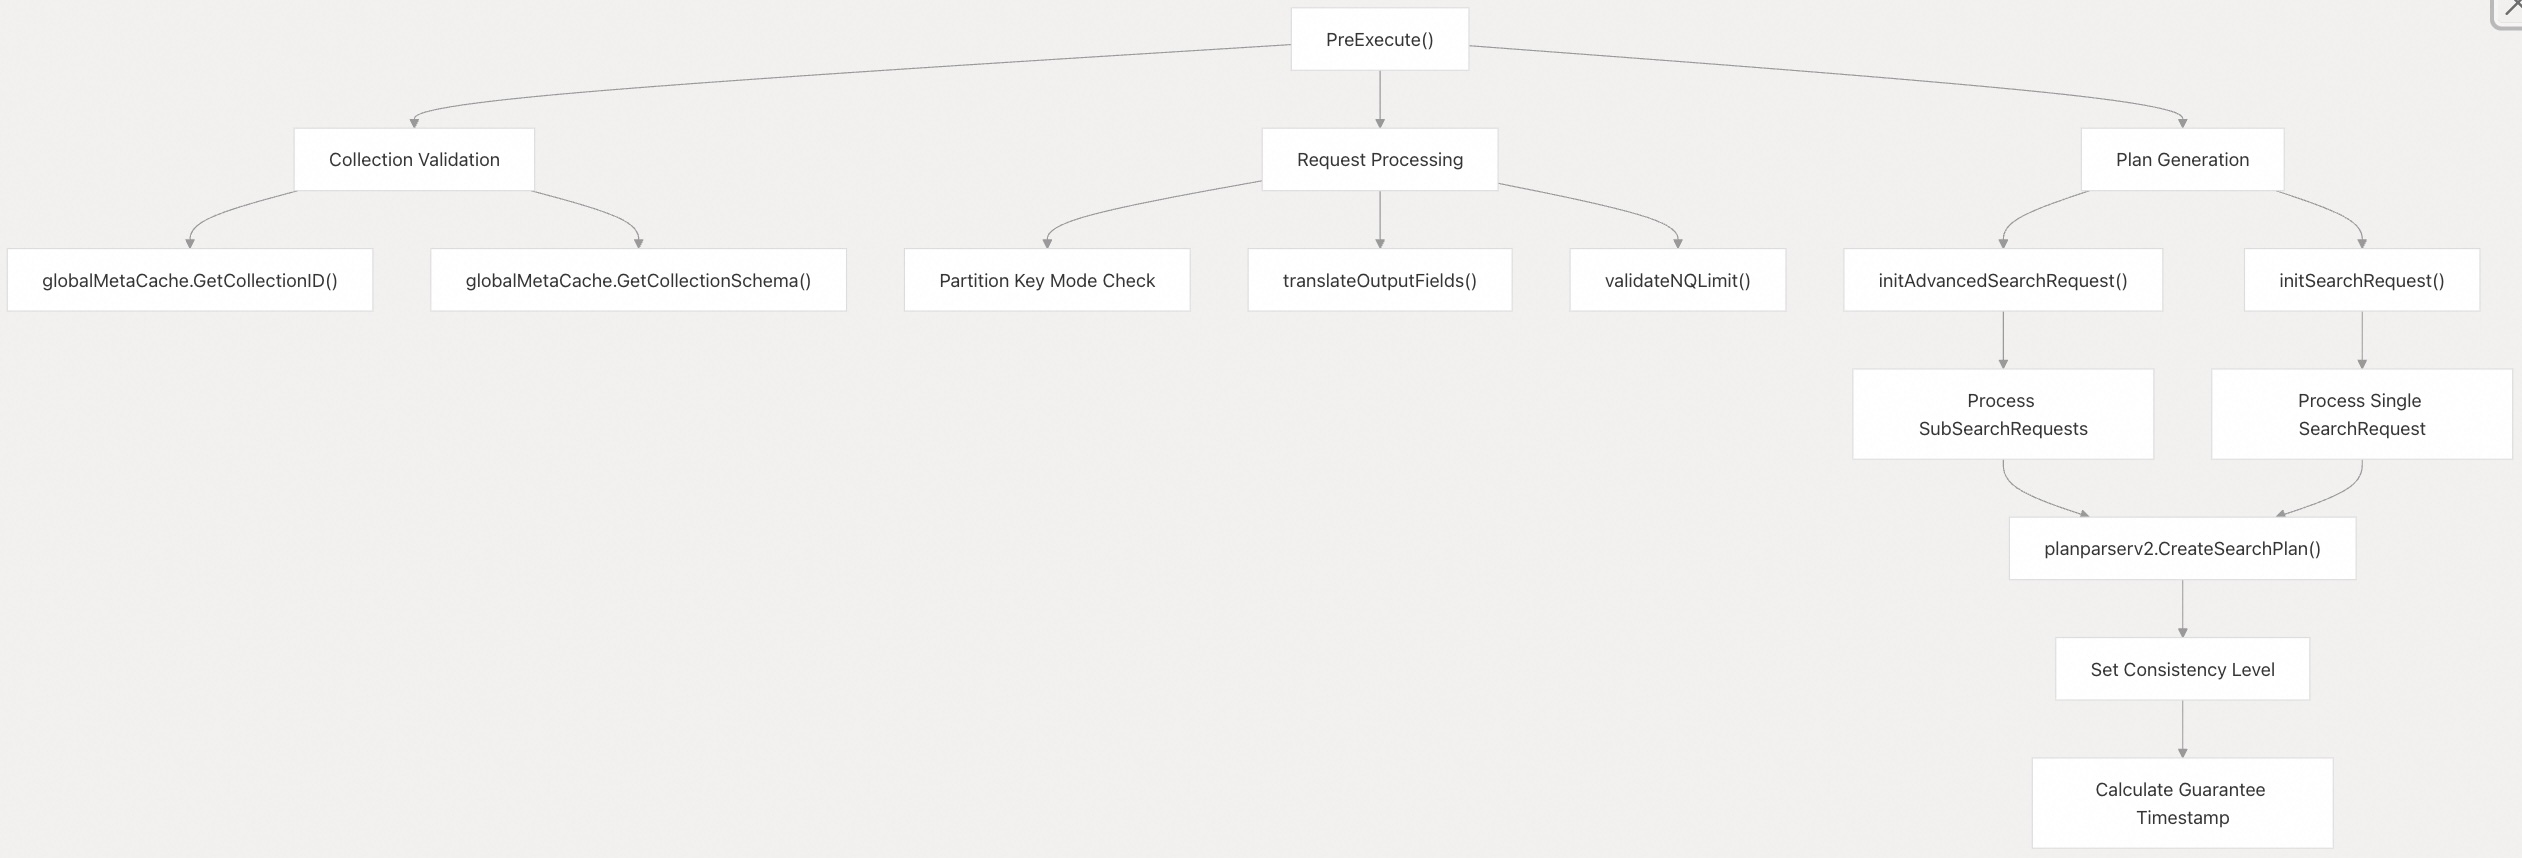 PreExecute()
Collection Validation
Request Processing
Plan Generation
globalMetaCache.GetCollectionID()
globalMetaCache.GetCollectionSchema()
Partition Key Mode Check
translateOutputFields()
validateNQLimit()
initAdvancedSearchRequest()
initSearchRequest()
Process
SubSearchRequests
Process Single
SearchRequest
planparserv2.CreateSearchPlan()
Set Consistency Level
Calculate Guarantee
Timestamp